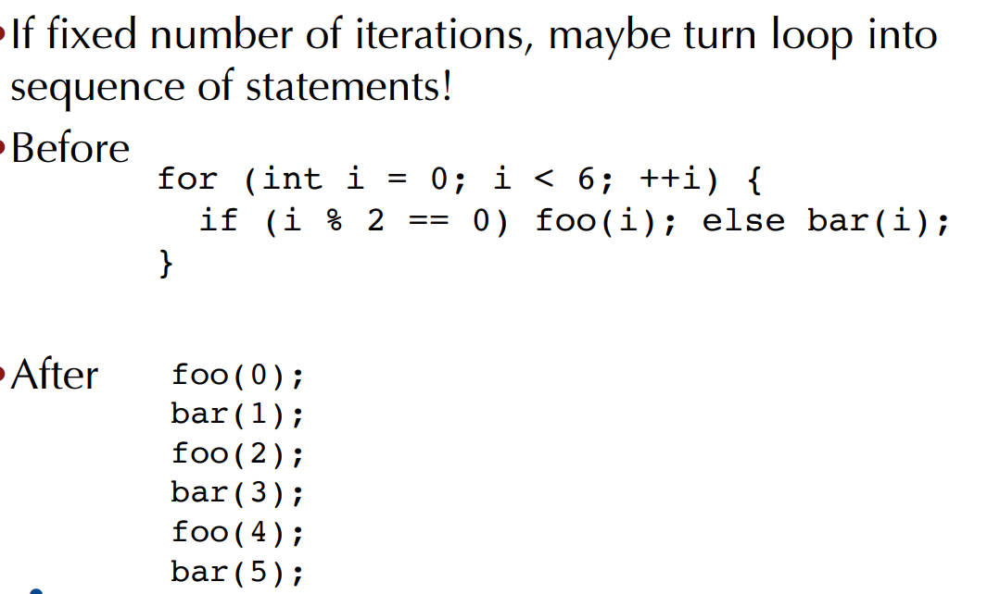 •If fixed number of iterations, maybe turn loop into
sequence of statements!
•Before
for (int i = 0; i < 6; ++i) {
  if (i % 2 == 0) foo(i); else bar(i);
}
•After
foo(0);
bar(1);
foo(2);
bar(3);
foo(4);
bar(5);